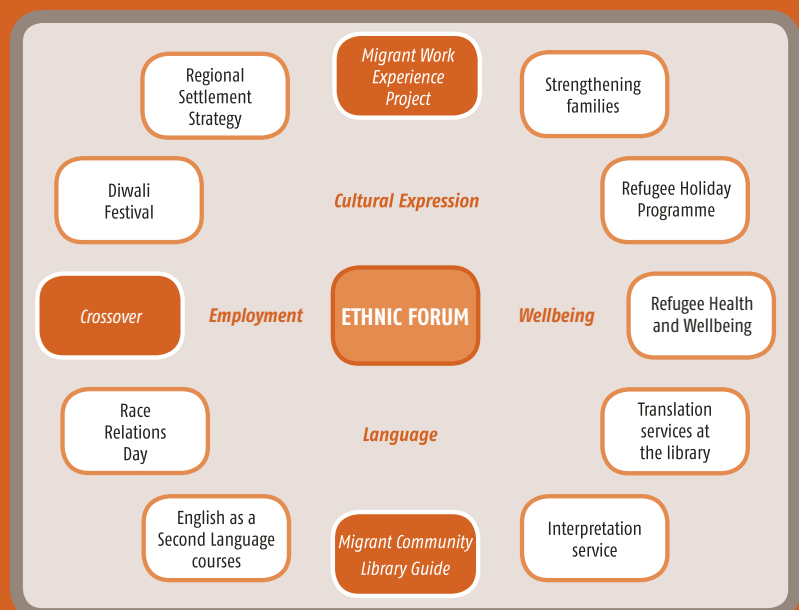 Migrant Work
Experience
Project
Regional
Settlement
Strategy
Strengthening
families
Diwali
Festival
Cultural Expression
Refugee Holiday
Programme
Crossover
Employment
ETHNIC FORUM
Wellbeing
Refugee Health
and Wellbeing
Race
Relations
Day
Language
Translation
services at
the library
English as a
Second Language
courses
Migrant Community
Library Guide
Interpretation
service